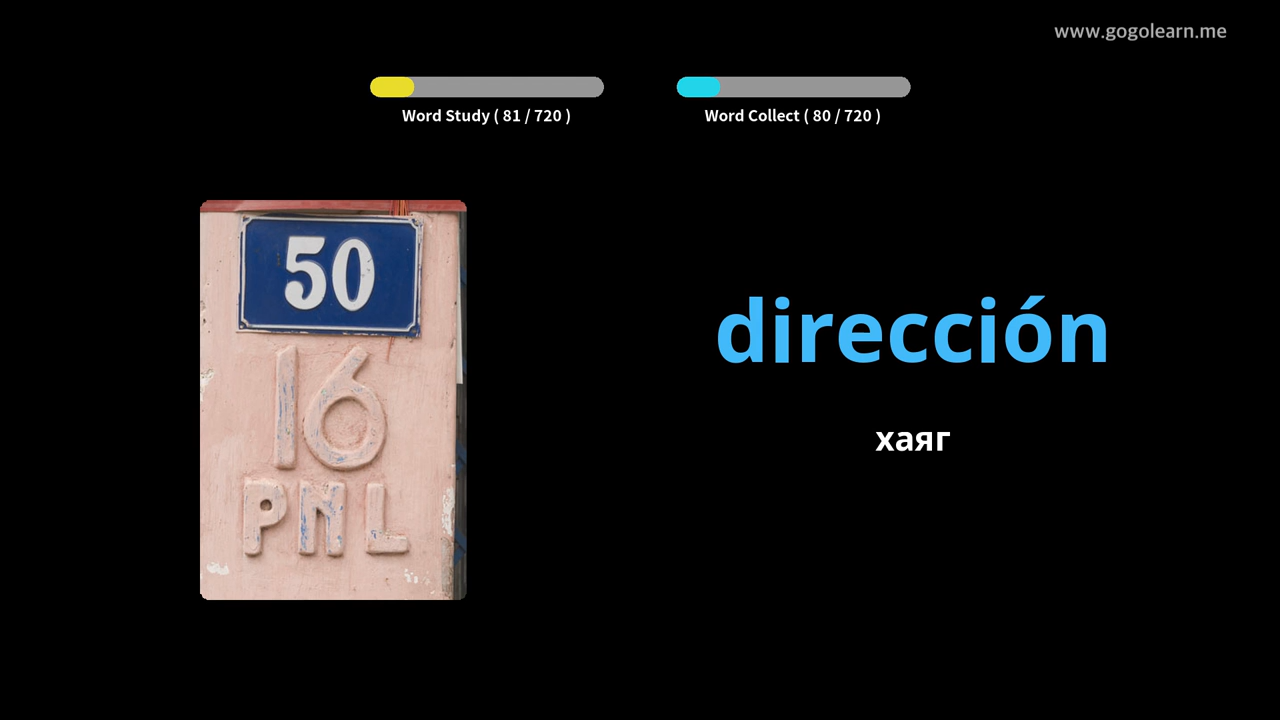 www.gogolearn.me
Word Study ( 81 / 720 )
Word Collect ( 80 / 720 )
50
16
PNL
dirección
хаяг